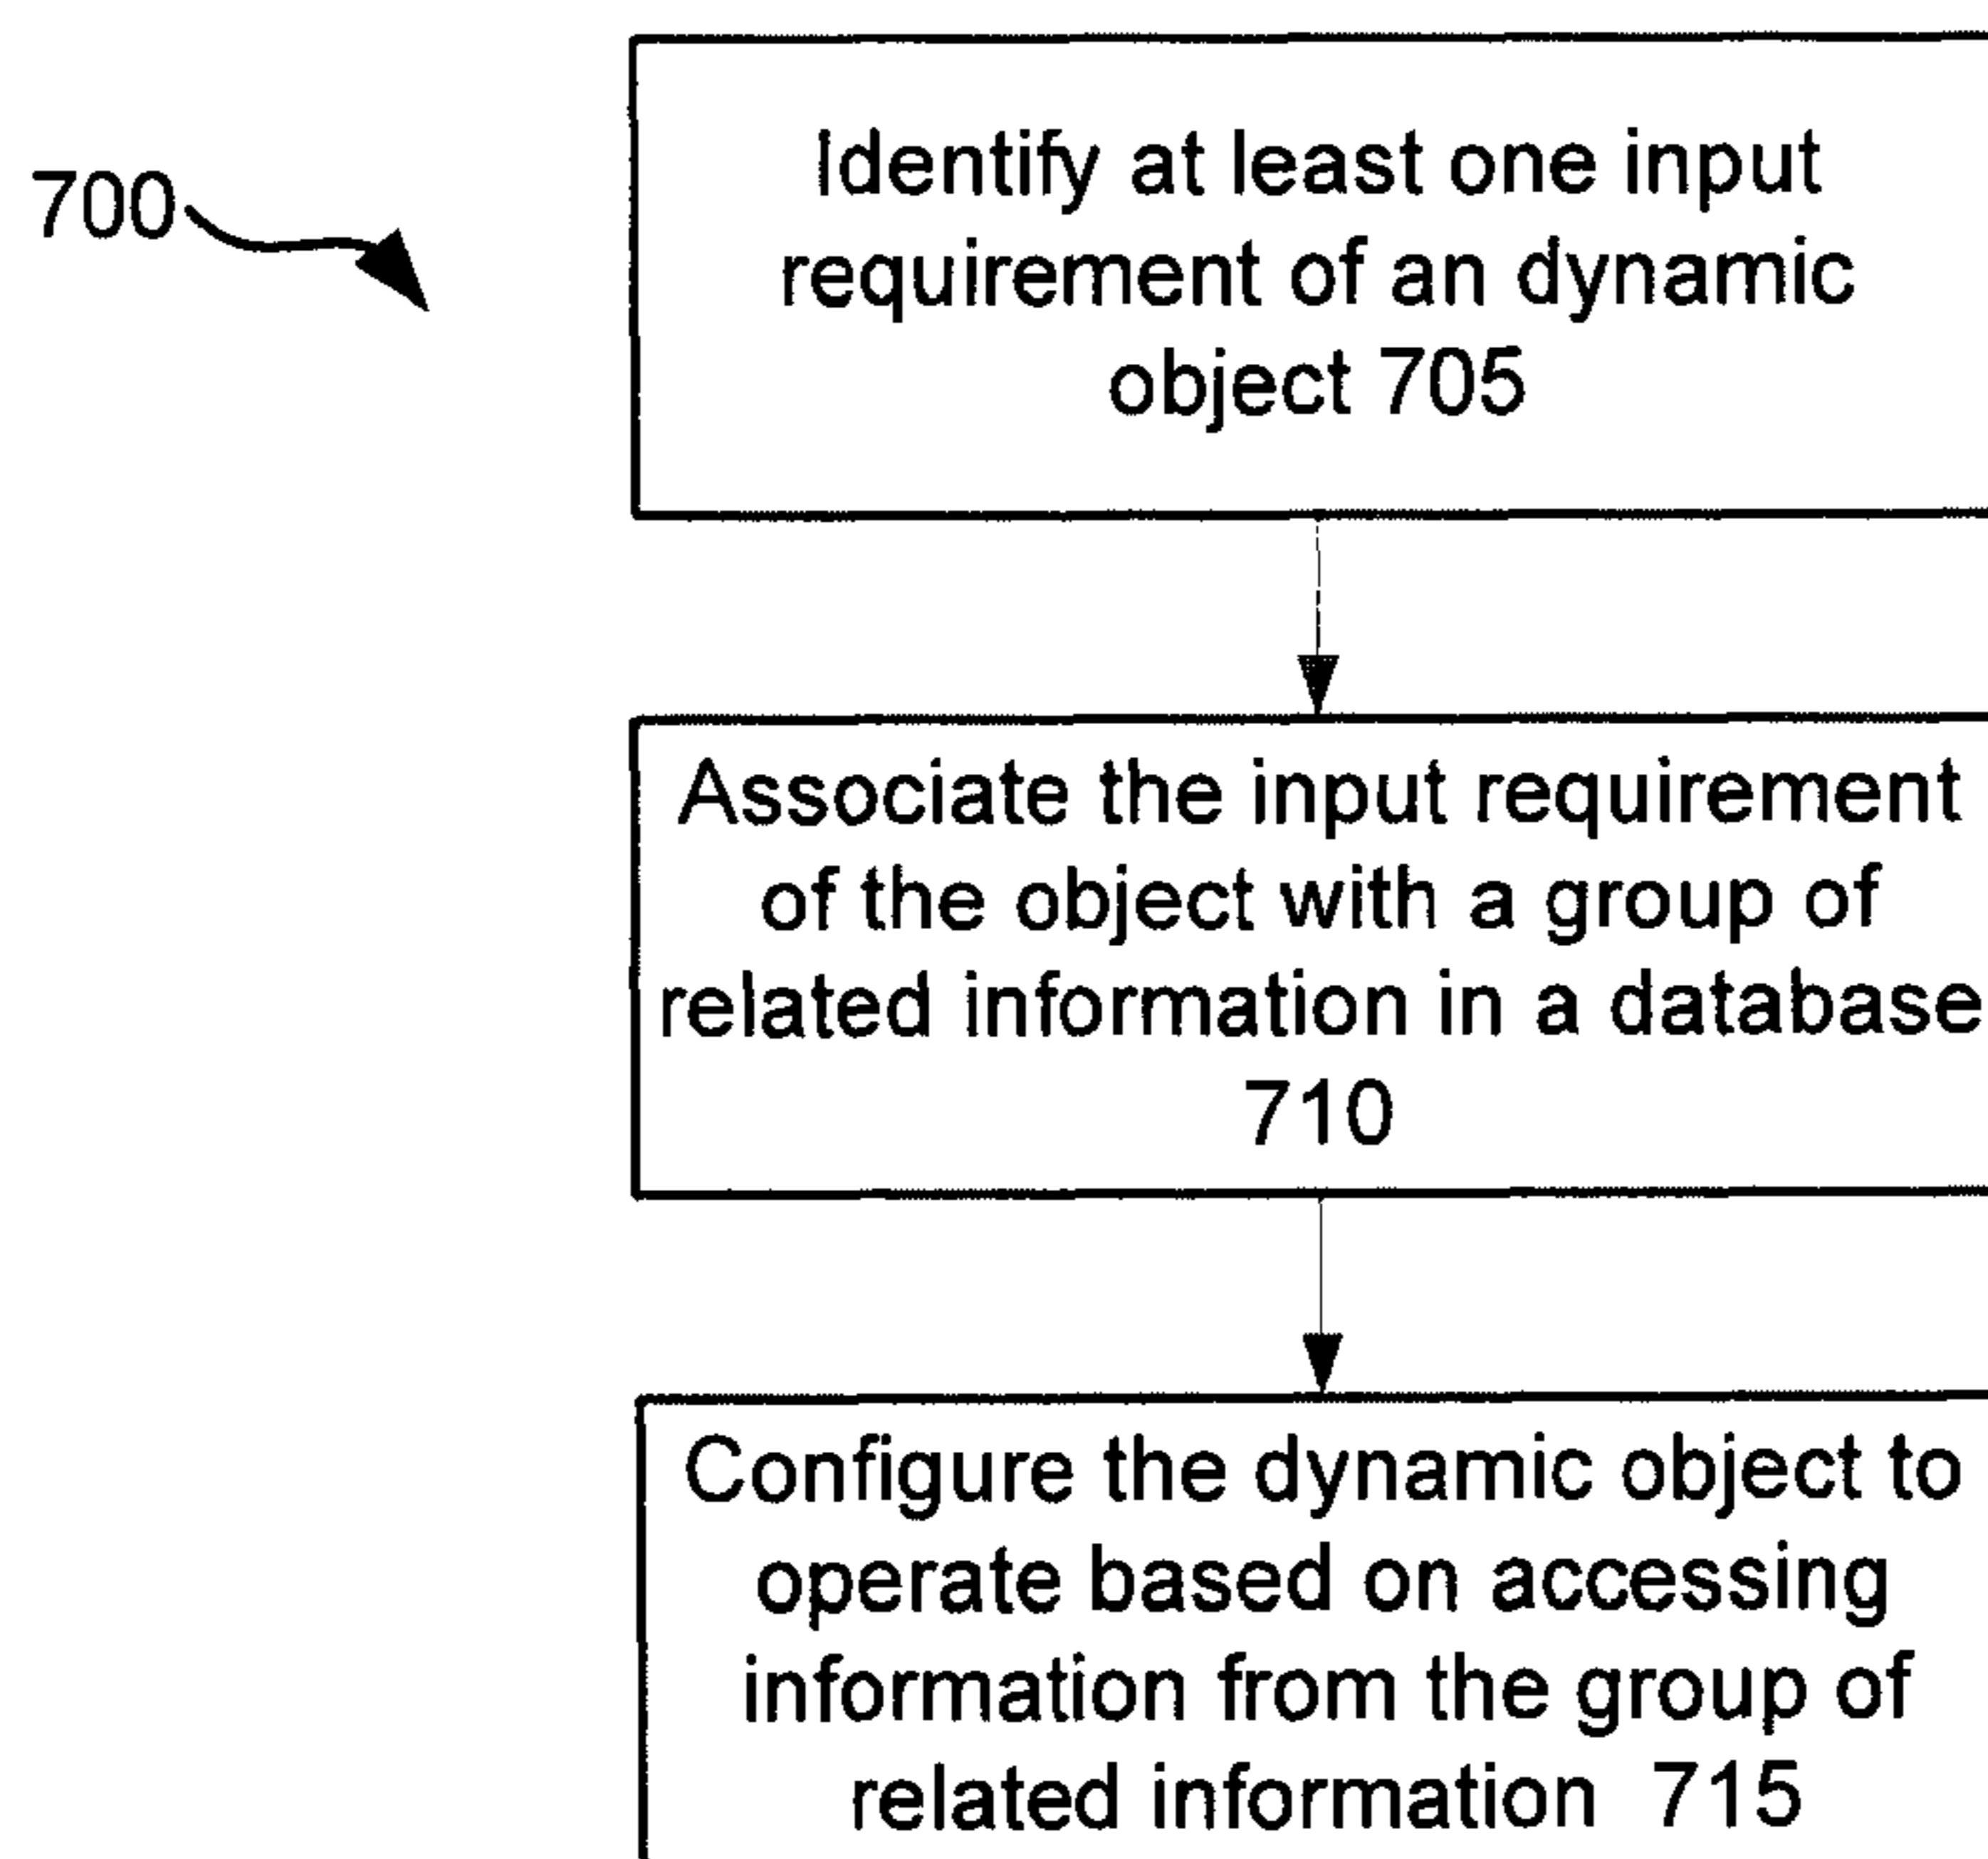 700
Identify at least one input
requirement of an dynamic
object 705
Associate the input requirement
of the object with a group of
related information in a database
710
Configure the dynamic object to
operate based on accessing
information from the group of
related information 715